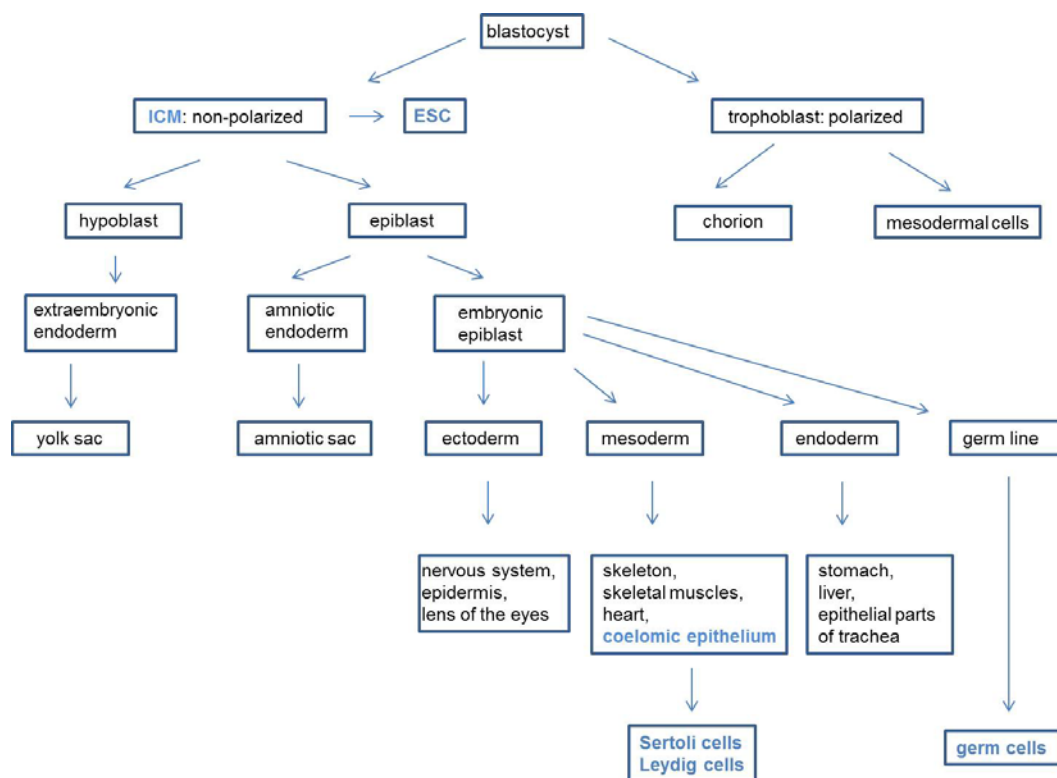 blastocyst
ICM: non-polarized
ESC
trophoblast: polarized
hypoblast
epiblast
chorion
mesodermal cells
extraembryonic
endoderm
amniotic
endoderm
embryonic
epiblast
yolk sac
amniotic sac
ectoderm
mesoderm
endoderm
germ line
nervous system,
epidermis,
lens of the eyes
skeleton,
skeletal muscles,
heart,
coelomic epithelium
stomach,
liver,
epithelial parts
of trachea
Sertoli cells
Leydig cells
germ cells